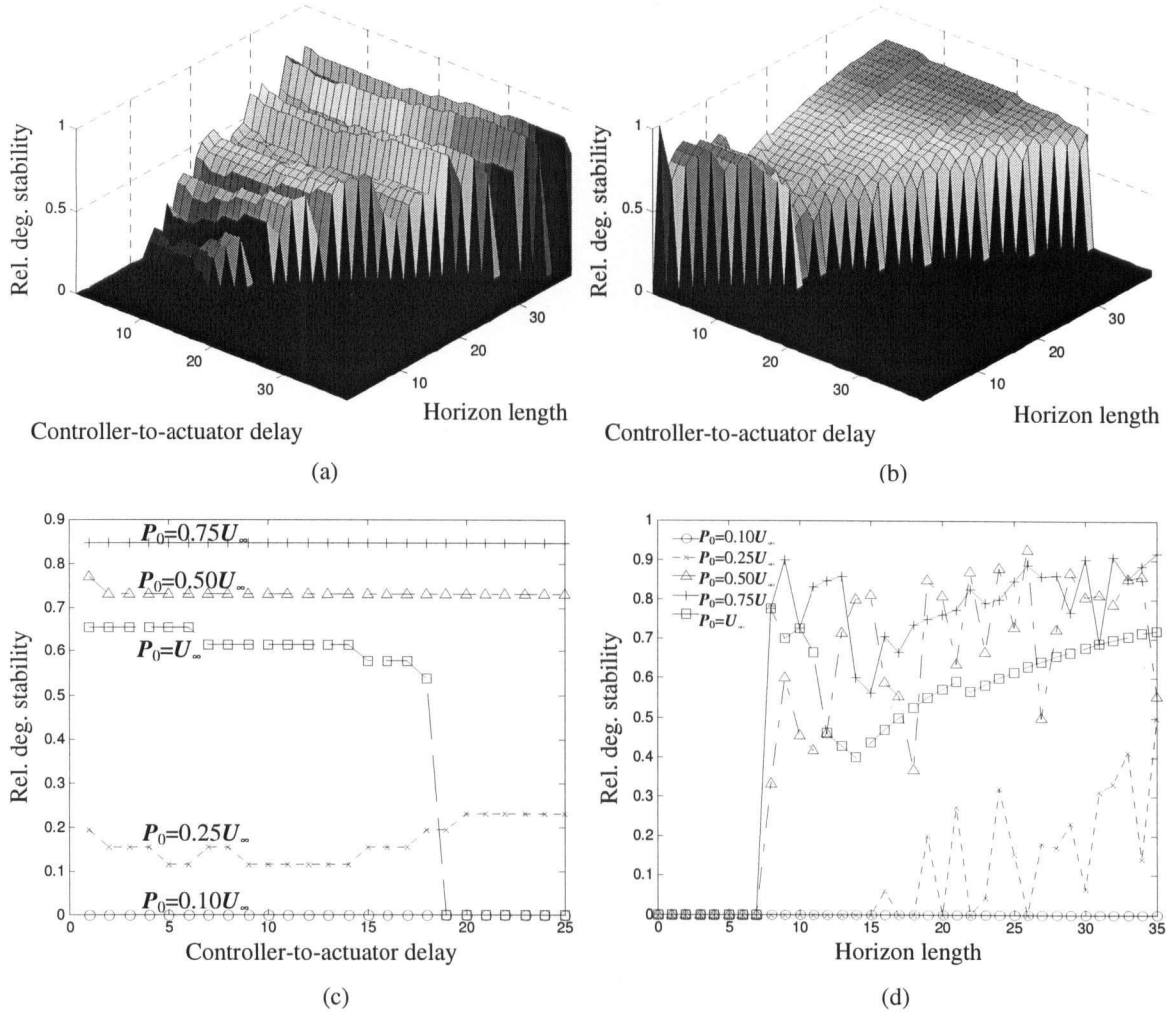 (a)
Rel. deg. stability
1
0.5
0
10
20
30
10
20
30
Controller-to-actuator delay
Horizon length
(b)
Rel. deg. stability
1
0.5
0
10
20
30
10
20
30
Controller-to-actuator delay
Horizon length
(c)
Rel. deg. stability
0.9
0.8
0.7
0.6
0.5
0.4
0.3
0.2
0.1
0
0 5 10 15 20 25
P₀=0.75U∞
P₀=0.50U∞
P₀=U∞
P₀=0.25U∞
P₀=0.10U∞
Controller-to-actuator delay
(d)
Rel. deg. stability
1
0.9
0.8
0.7
0.6
0.5
0.4
0.3
0.2
0.1
0
0 5 10 15 20 25 30 35
P₀=0.10U∞
P₀=0.25U∞
P₀=0.50U∞
P₀=0.75U∞
P₀=U∞
Horizon length